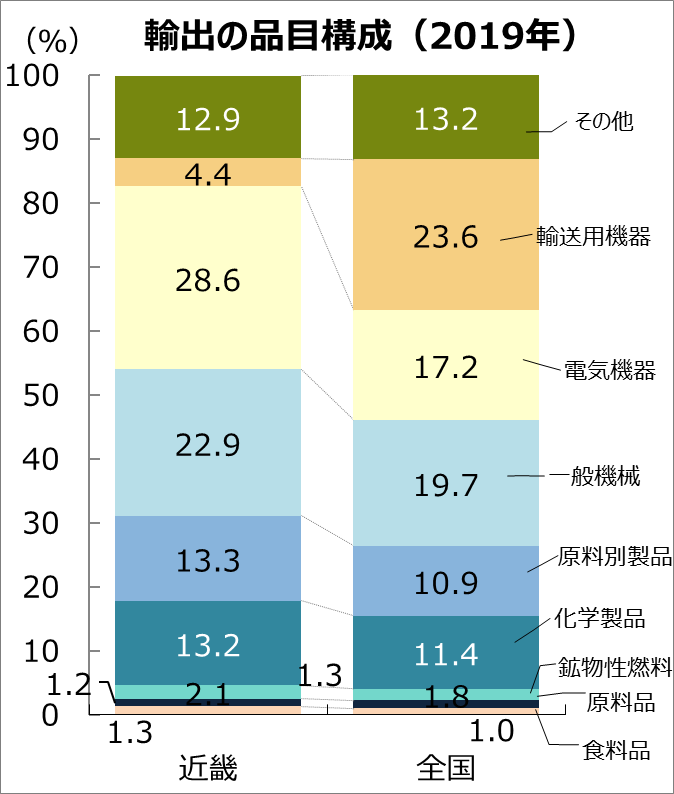 輸出の品目構成（2019年）
(%)
100
90
80
70
60
50
40
30
20
10
0
12.9
4.4
28.6
22.9
13.3
13.2
2.1
1.2
1.3
13.2
23.6
17.2
19.7
10.9
11.4
1.8
1.3
1.0
その他
輸送用機器
電気機器
一般機械
原料別製品
化学製品
鉱物性燃料
原料品
食料品
近畿
全国